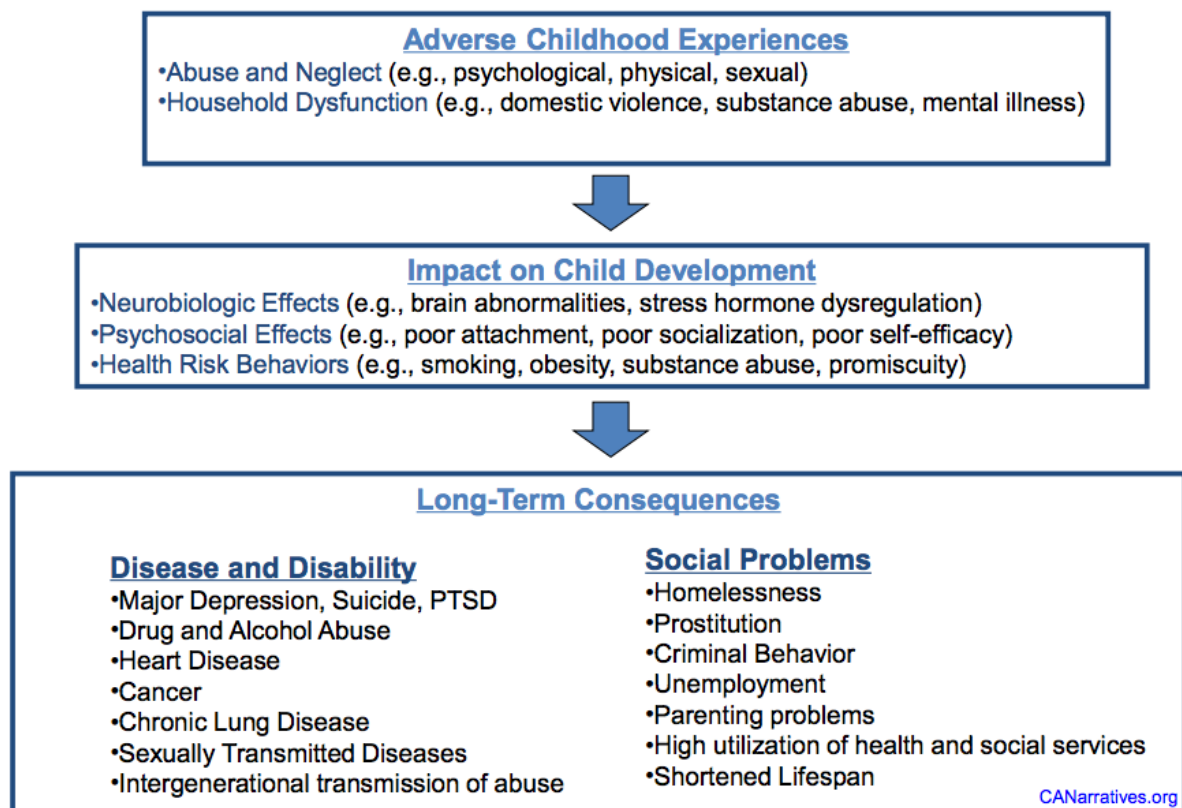 Adverse Childhood Experiences
•Abuse and Neglect (e.g., psychological, physical, sexual)
•Household Dysfunction (e.g., domestic violence, substance abuse, mental illness)
Impact on Child Development
•Neurobiologic Effects (e.g., brain abnormalities, stress hormone dysregulation)
•Psychosocial Effects (e.g., poor attachment, poor socialization, poor self-efficacy)
•Health Risk Behaviors (e.g., smoking, obesity, substance abuse, promiscuity)
Long-Term Consequences
Disease and Disability
•Major Depression, Suicide, PTSD
•Drug and Alcohol Abuse
•Heart Disease
•Cancer
•Chronic Lung Disease
•Sexually Transmitted Diseases
•Intergenerational transmission of abuse
Social Problems
•Homelessness
•Prostitution
•Criminal Behavior
•Unemployment
•Parenting problems
•High utilization of health and social services
•Shortened Lifespan
CANarratives.org